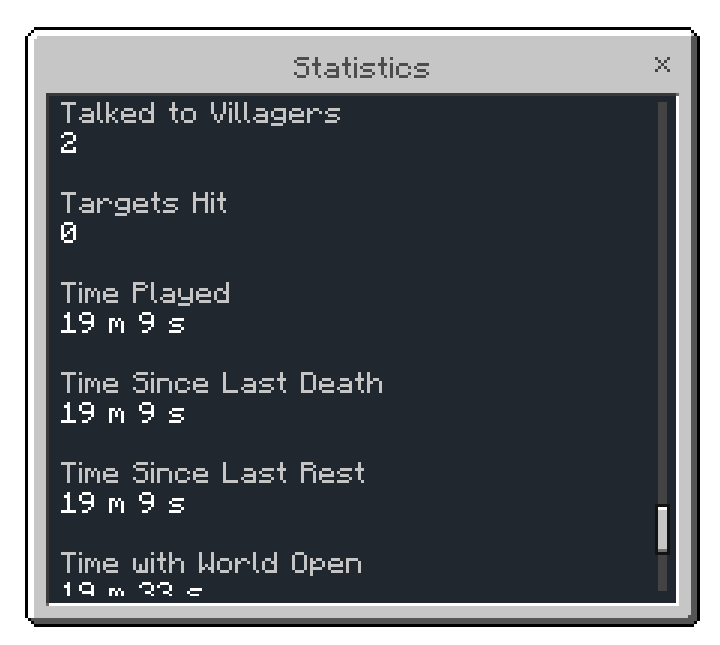 Statistics
Talked to Villagers
2
Targets Hit
0
Time Played
19 m 9 s
Time Since Last Death
19 m 9 s
Time Since Last Rest
19 m 9 s
Time with World Open
19 m s